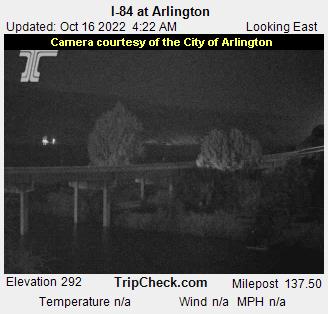 I-84 at Arlington
Updated: Oct 16 2022 4:22 AM Looking East
Camera courtesy of the City of Arlington
Elevation 292 TripCheck.com Milepost 137.50
Temperature n/a Wind n/a MPH n/a